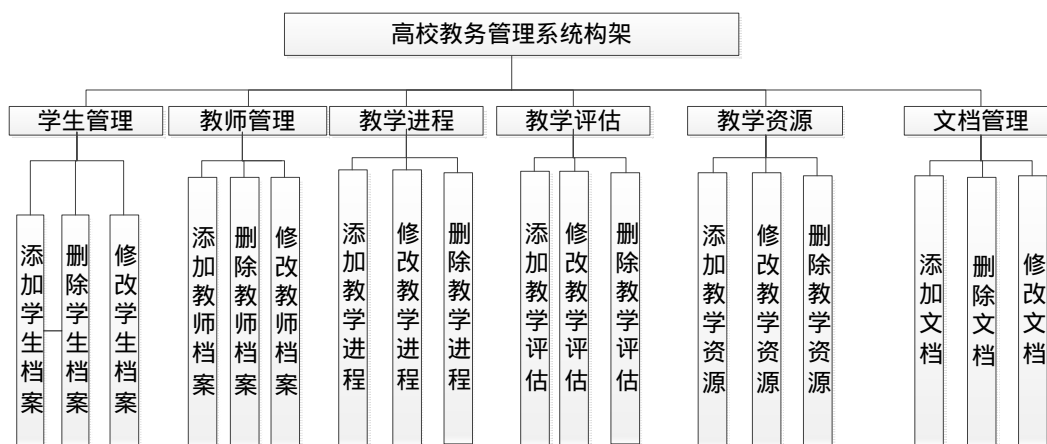 高校教务管理系统构架
学生管理
教师管理
教学进程
教学评估
教学资源
文档管理
添加学生档案
删除学生档案
修改学生档案
添加教师档案
删除教师档案
修改教师档案
添加教学进程
修改教学进程
删除教学进程
添加教学评估
修改教学评估
删除教学评估
添加教学资源
修改教学资源
删除教学资源
添加文档
删除文档
修改文档